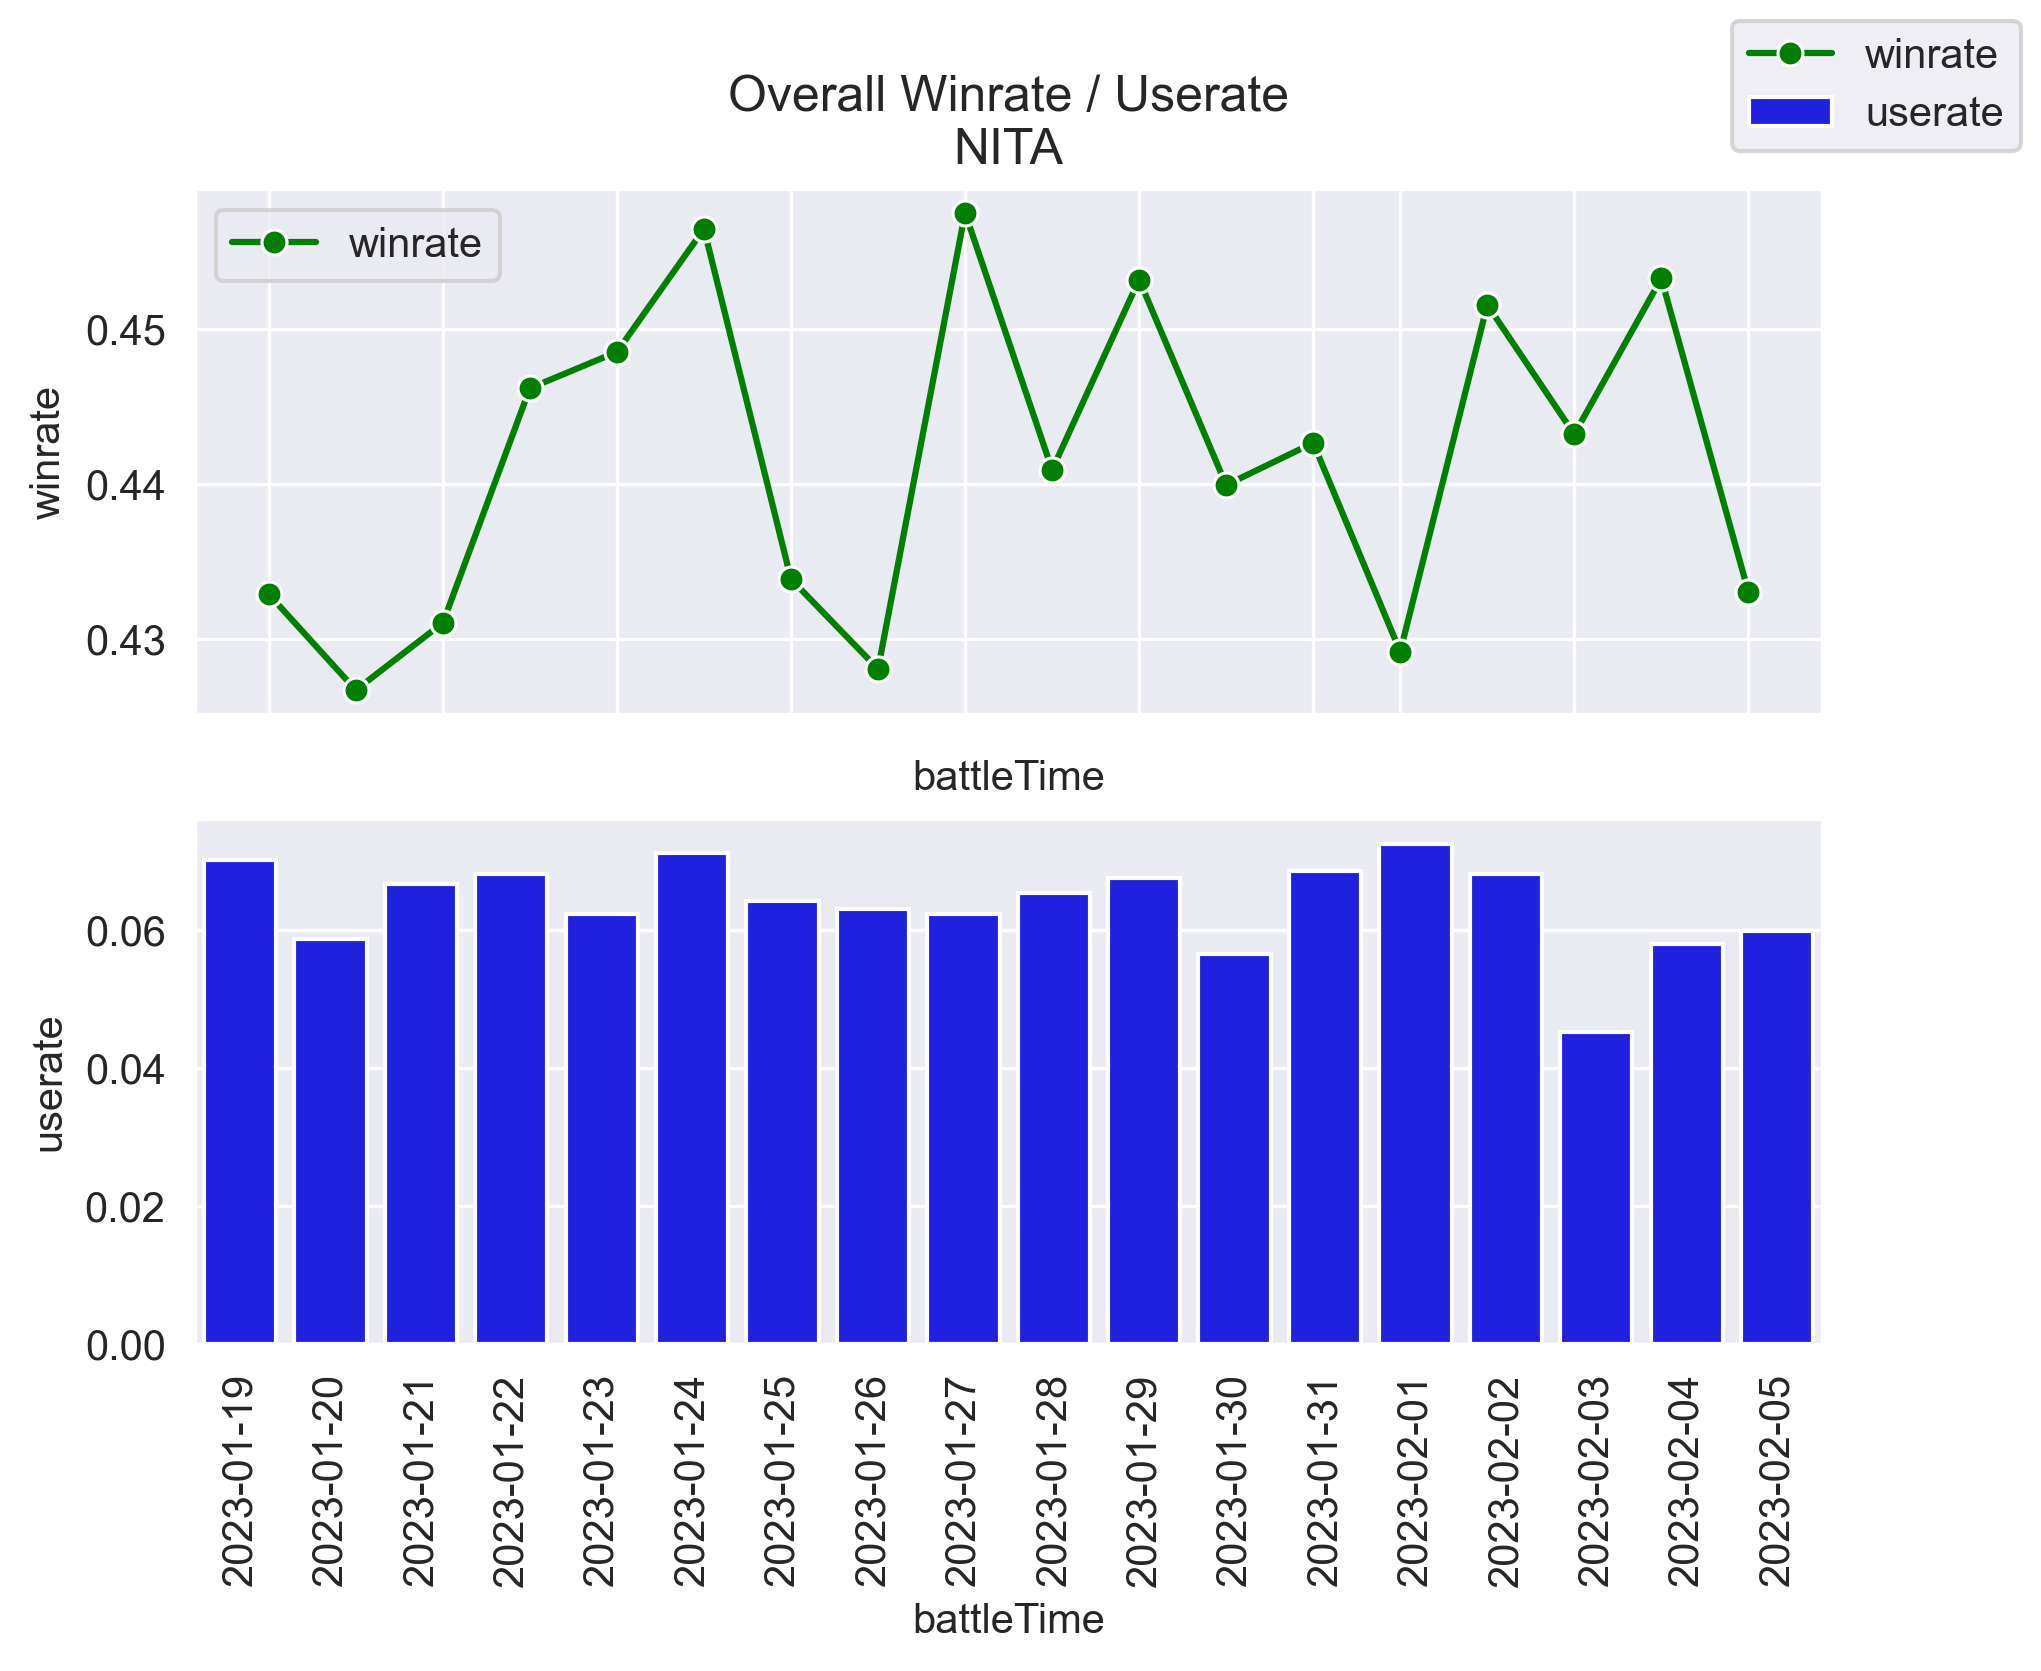 winrate
userate
Overall Winrate / Userate
NITA
winrate
0.45
0.44
0.43
winrate
battleTime
0.06
0.04
0.02
0.00
userate
2023-01-19
2023-01-20
2023-01-21
2023-01-22
2023-01-23
2023-01-24
2023-01-25
2023-01-26
2023-01-27
2023-01-28
2023-01-29
2023-01-30
2023-01-31
2023-02-01
2023-02-02
2023-02-03
2023-02-04
2023-02-05
battleTime